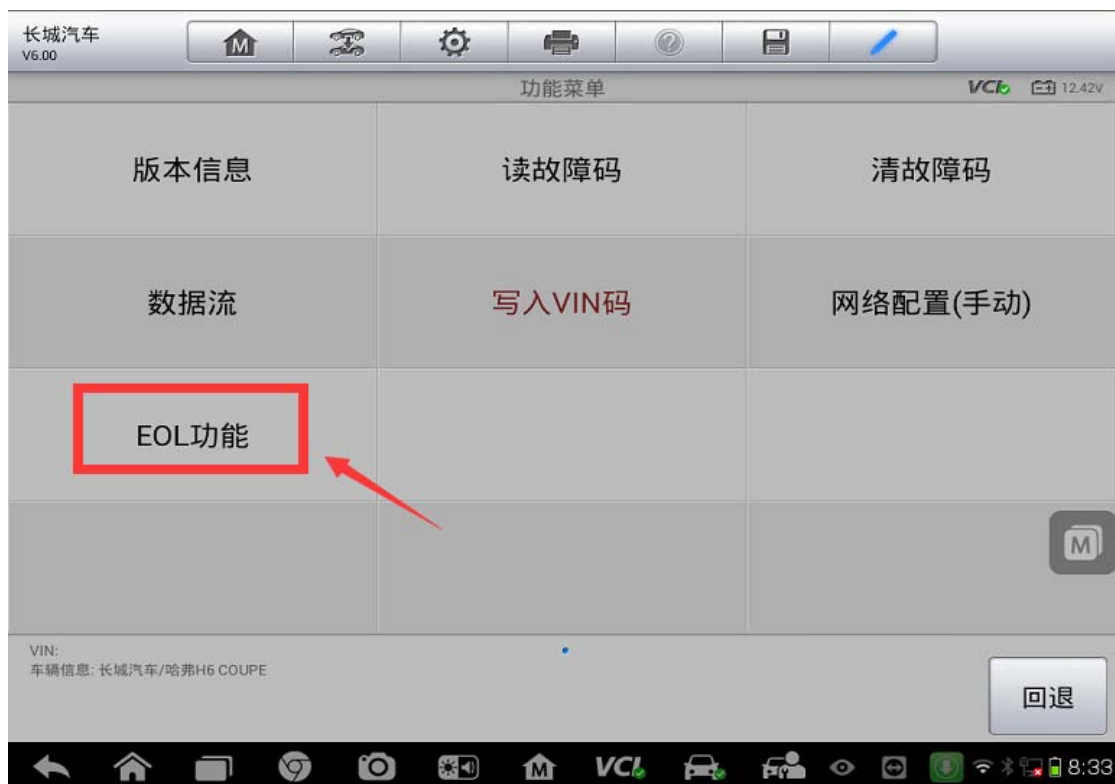 长城汽车
V6.00
功能菜单
VCI
12.42V
版本信息
读故障码
清故障码
数据流
写入VIN码
网络配置(手动)
EOL功能
M
VIN:
车辆信息: 长城汽车/哈弗H6 COUPE
回退
M
VCI
8:33